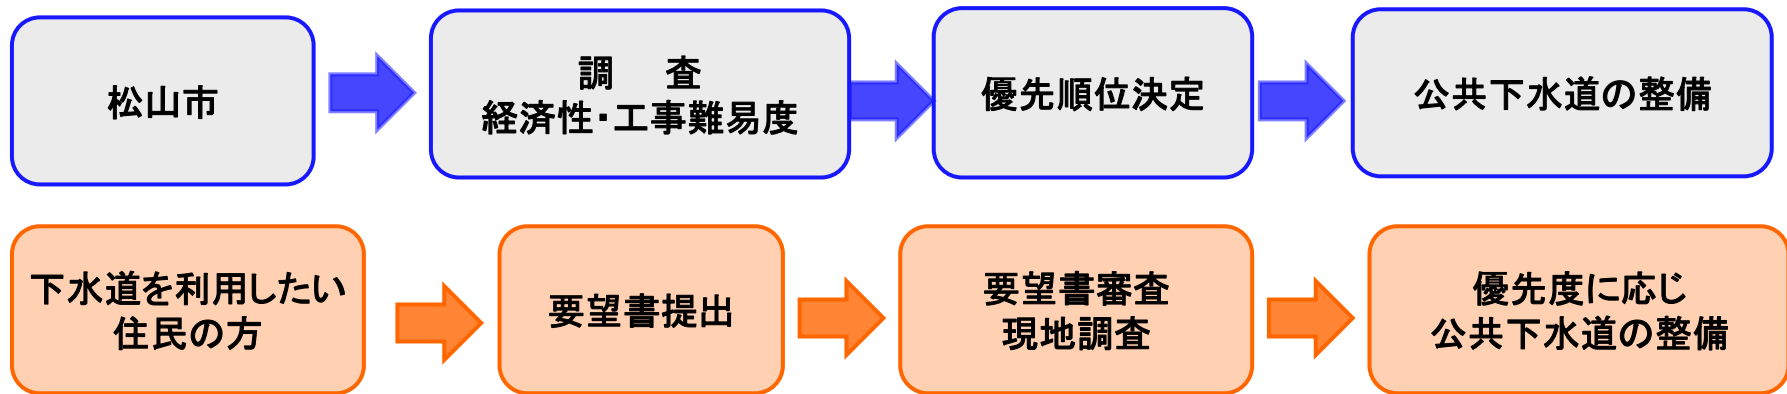 松山市
調　査
経済性・工事難易度
優先順位決定
公共下水道の整備
下水道を利用したい
住民の方
要望書提出
要望書審査
現地調査
優先度に応じ
公共下水道の整備